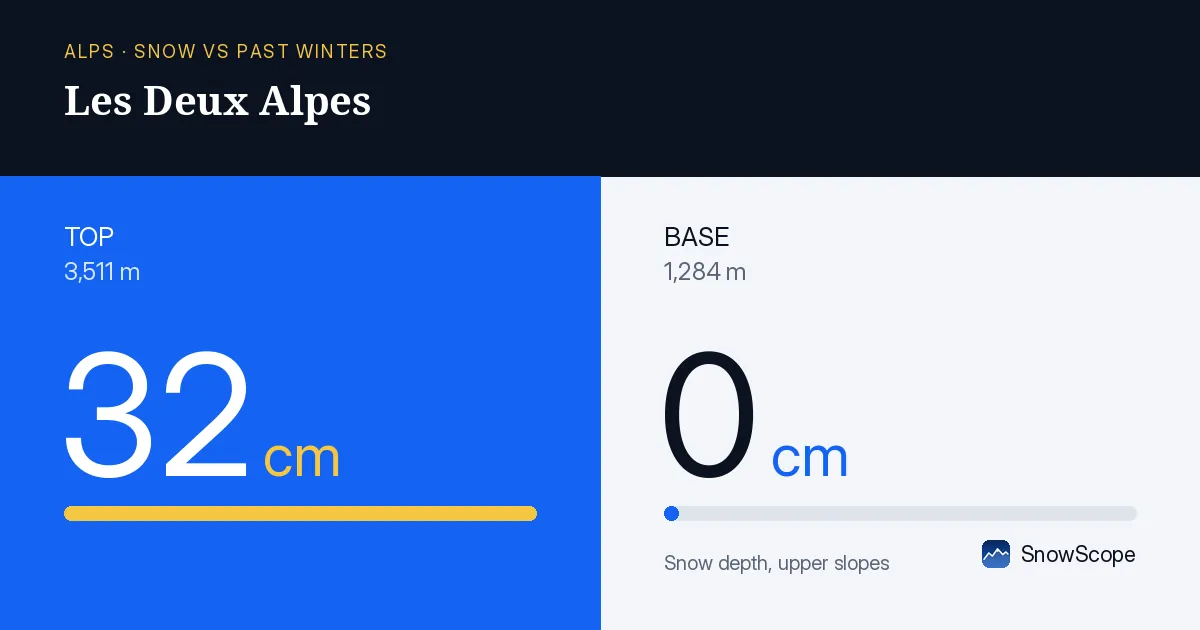 ALPS · SNOW VS PAST WINTERS
Les Deux Alpes
TOP
3,511 m
32 cm
BASE
1,284 m
0 cm
Snow depth, upper slopes
SnowScope